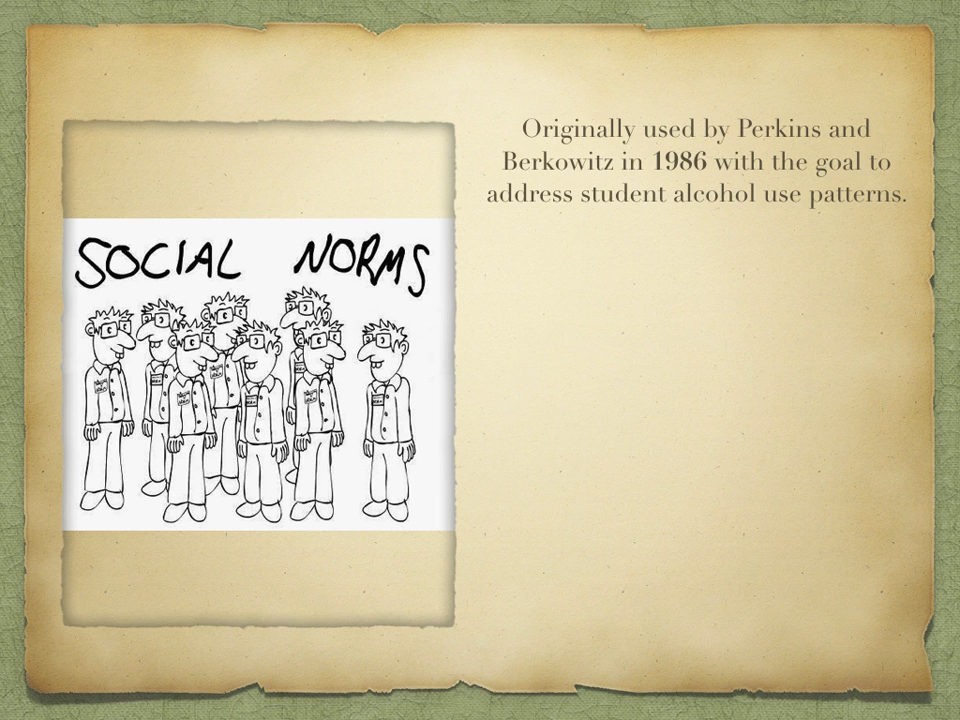 SOCIAL NORMS
Originally used by Perkins and
Berkowitz in 1986 with the goal to
address student alcohol use patterns.